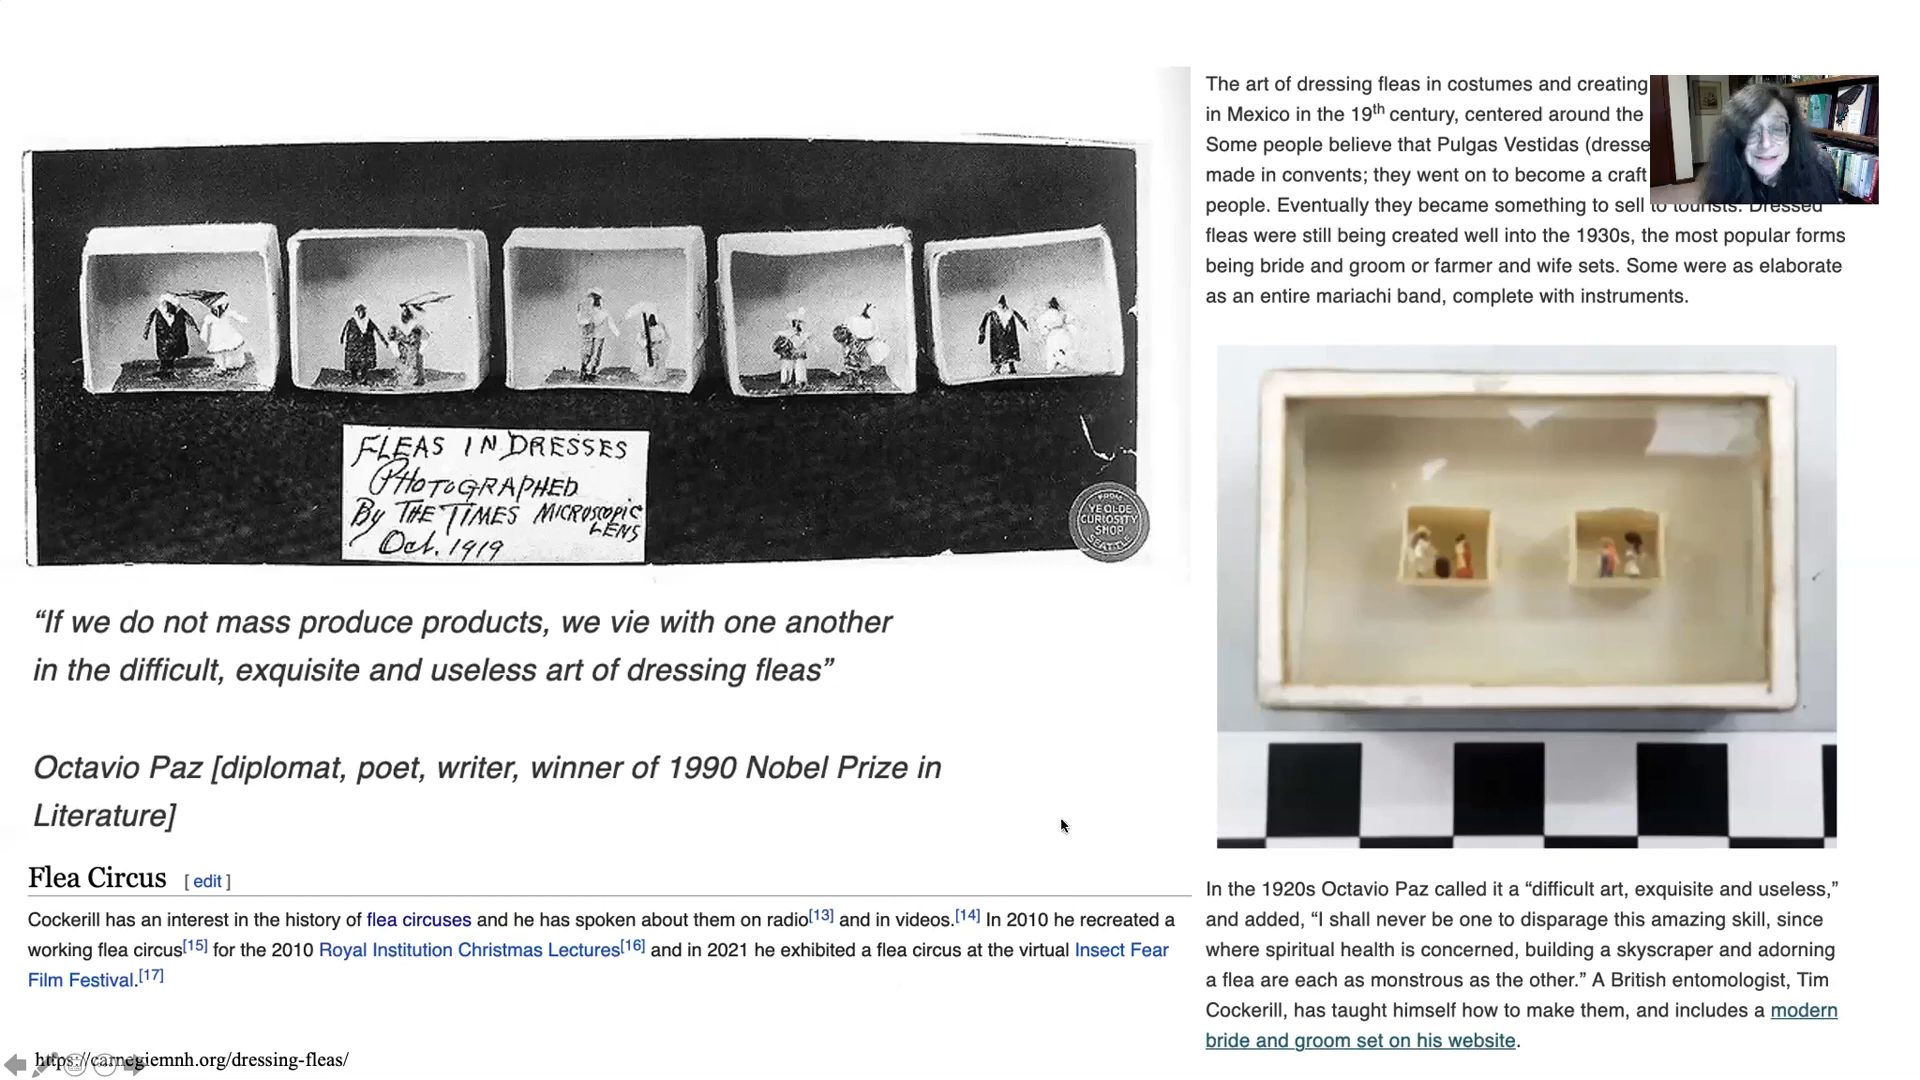 FLEAS IN DRESSES
PHOTOGRAPHED
By THE TIMES MICROSCOPIC
LENS
Oct. 1919
FROM
YE OLDE
CURIOSITY
SHOP
SEATTLE
“If we do not mass produce products, we vie with one another
in the difficult, exquisite and useless art of dressing fleas”
Octavio Paz [diplomat, poet, writer, winner of 1990 Nobel Prize in
Literature]
Flea Circus [ edit ]
Cockerill has an interest in the history of flea circuses and he has spoken about them on radio[13] and in videos.[14] In 2010 he recreated a
working flea circus[15] for the 2010 Royal Institution Christmas Lectures[16] and in 2021 he exhibited a flea circus at the virtual Insect Fear
Film Festival.[17]
https://carnegiemnh.org/dressing-fleas/
The art of dressing fleas in costumes and creating
in Mexico in the 19th century, centered around the
Some people believe that Pulgas Vestidas (dresse
made in convents; they went on to become a craft
people. Eventually they became something to sell to tourists. Dressed
fleas were still being created well into the 1930s, the most popular forms
being bride and groom or farmer and wife sets. Some were as elaborate
as an entire mariachi band, complete with instruments.
In the 1920s Octavio Paz called it a “difficult art, exquisite and useless,”
and added, “I shall never be one to disparage this amazing skill, since
where spiritual health is concerned, building a skyscraper and adorning
a flea are each as monstrous as the other.” A British entomologist, Tim
Cockerill, has taught himself how to make them, and includes a modern
bride and groom set on his website.